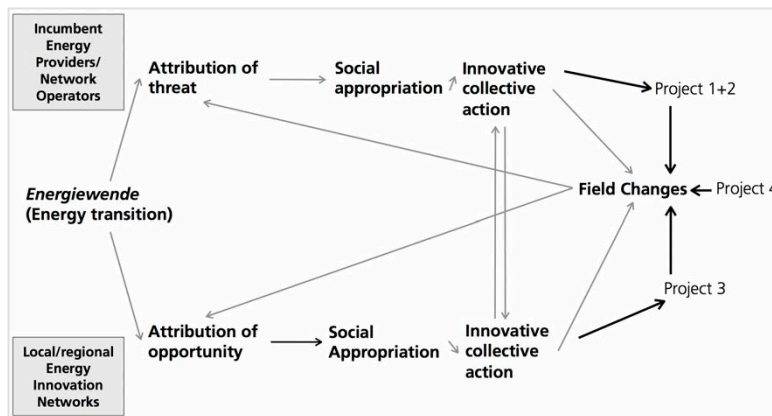 Incumbent
Energy
Providers/
Network
Operators
Attribution of
threat
Social
appropriation
Innovative
collective
action
Project 1+2
Energiewende
(Energy transition)
Field Changes
Project 4
Project 3
Local/regional
Energy
Innovation
Networks
Attribution of
opportunity
Social
Appropriation
Innovative
collective
action